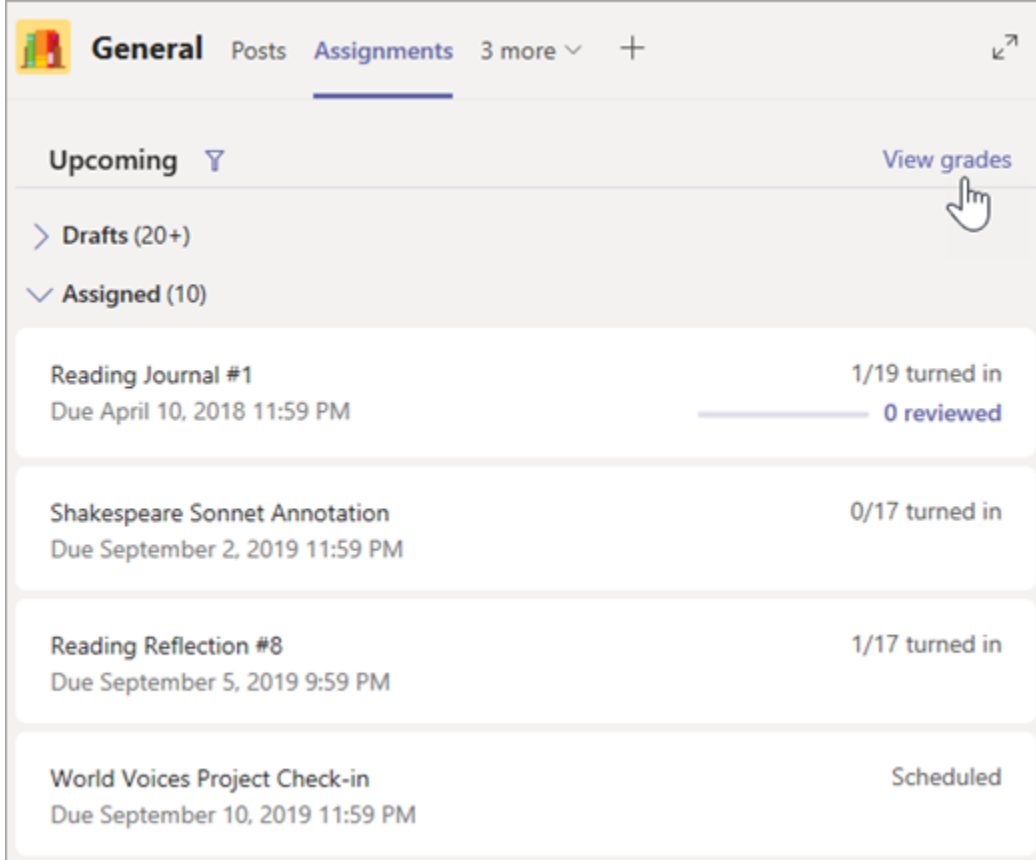 General Posts Assignments 3 more
Upcoming View grades
Drafts (20+)
Assigned (10)
Reading Journal #1 1/19 turned in
Due April 10, 2018 11:59 PM 0 reviewed
Shakespeare Sonnet Annotation 0/17 turned in
Due September 2, 2019 11:59 PM
Reading Reflection #8 1/17 turned in
Due September 5, 2019 9:59 PM
World Voices Project Check-in Scheduled
Due September 10, 2019 11:59 PM